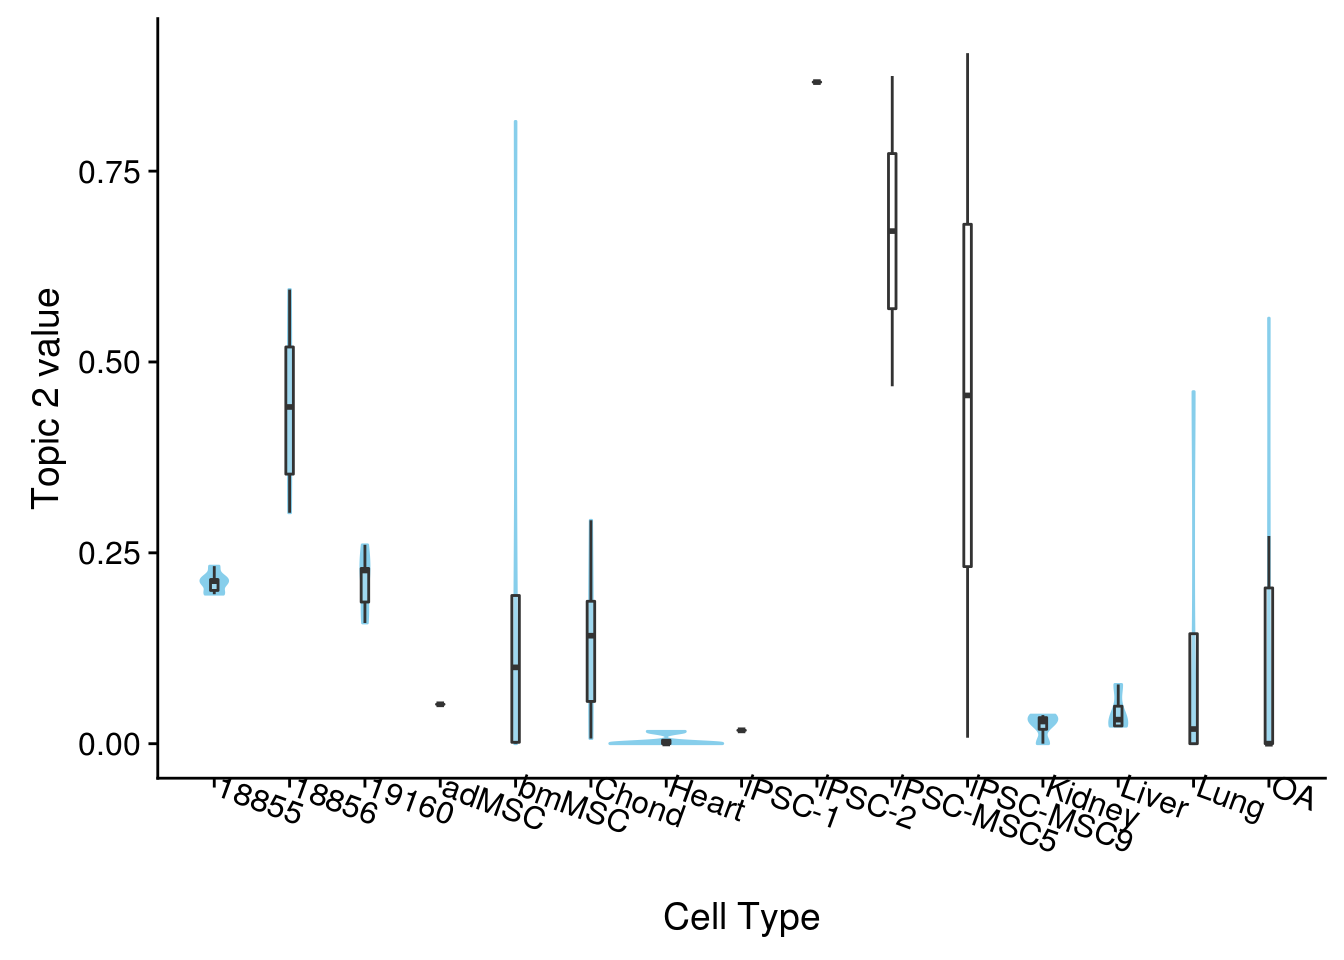 Topic 2 value
0.75
0.50
0.25
0.00
18855
18856
19160
adMSC
bmMSC
Chond
Heart
iPSC-1
iPSC-2
iPSC-MSC5
iPSC-MSC9
Kidney
Liver
Lung
OA
Cell Type